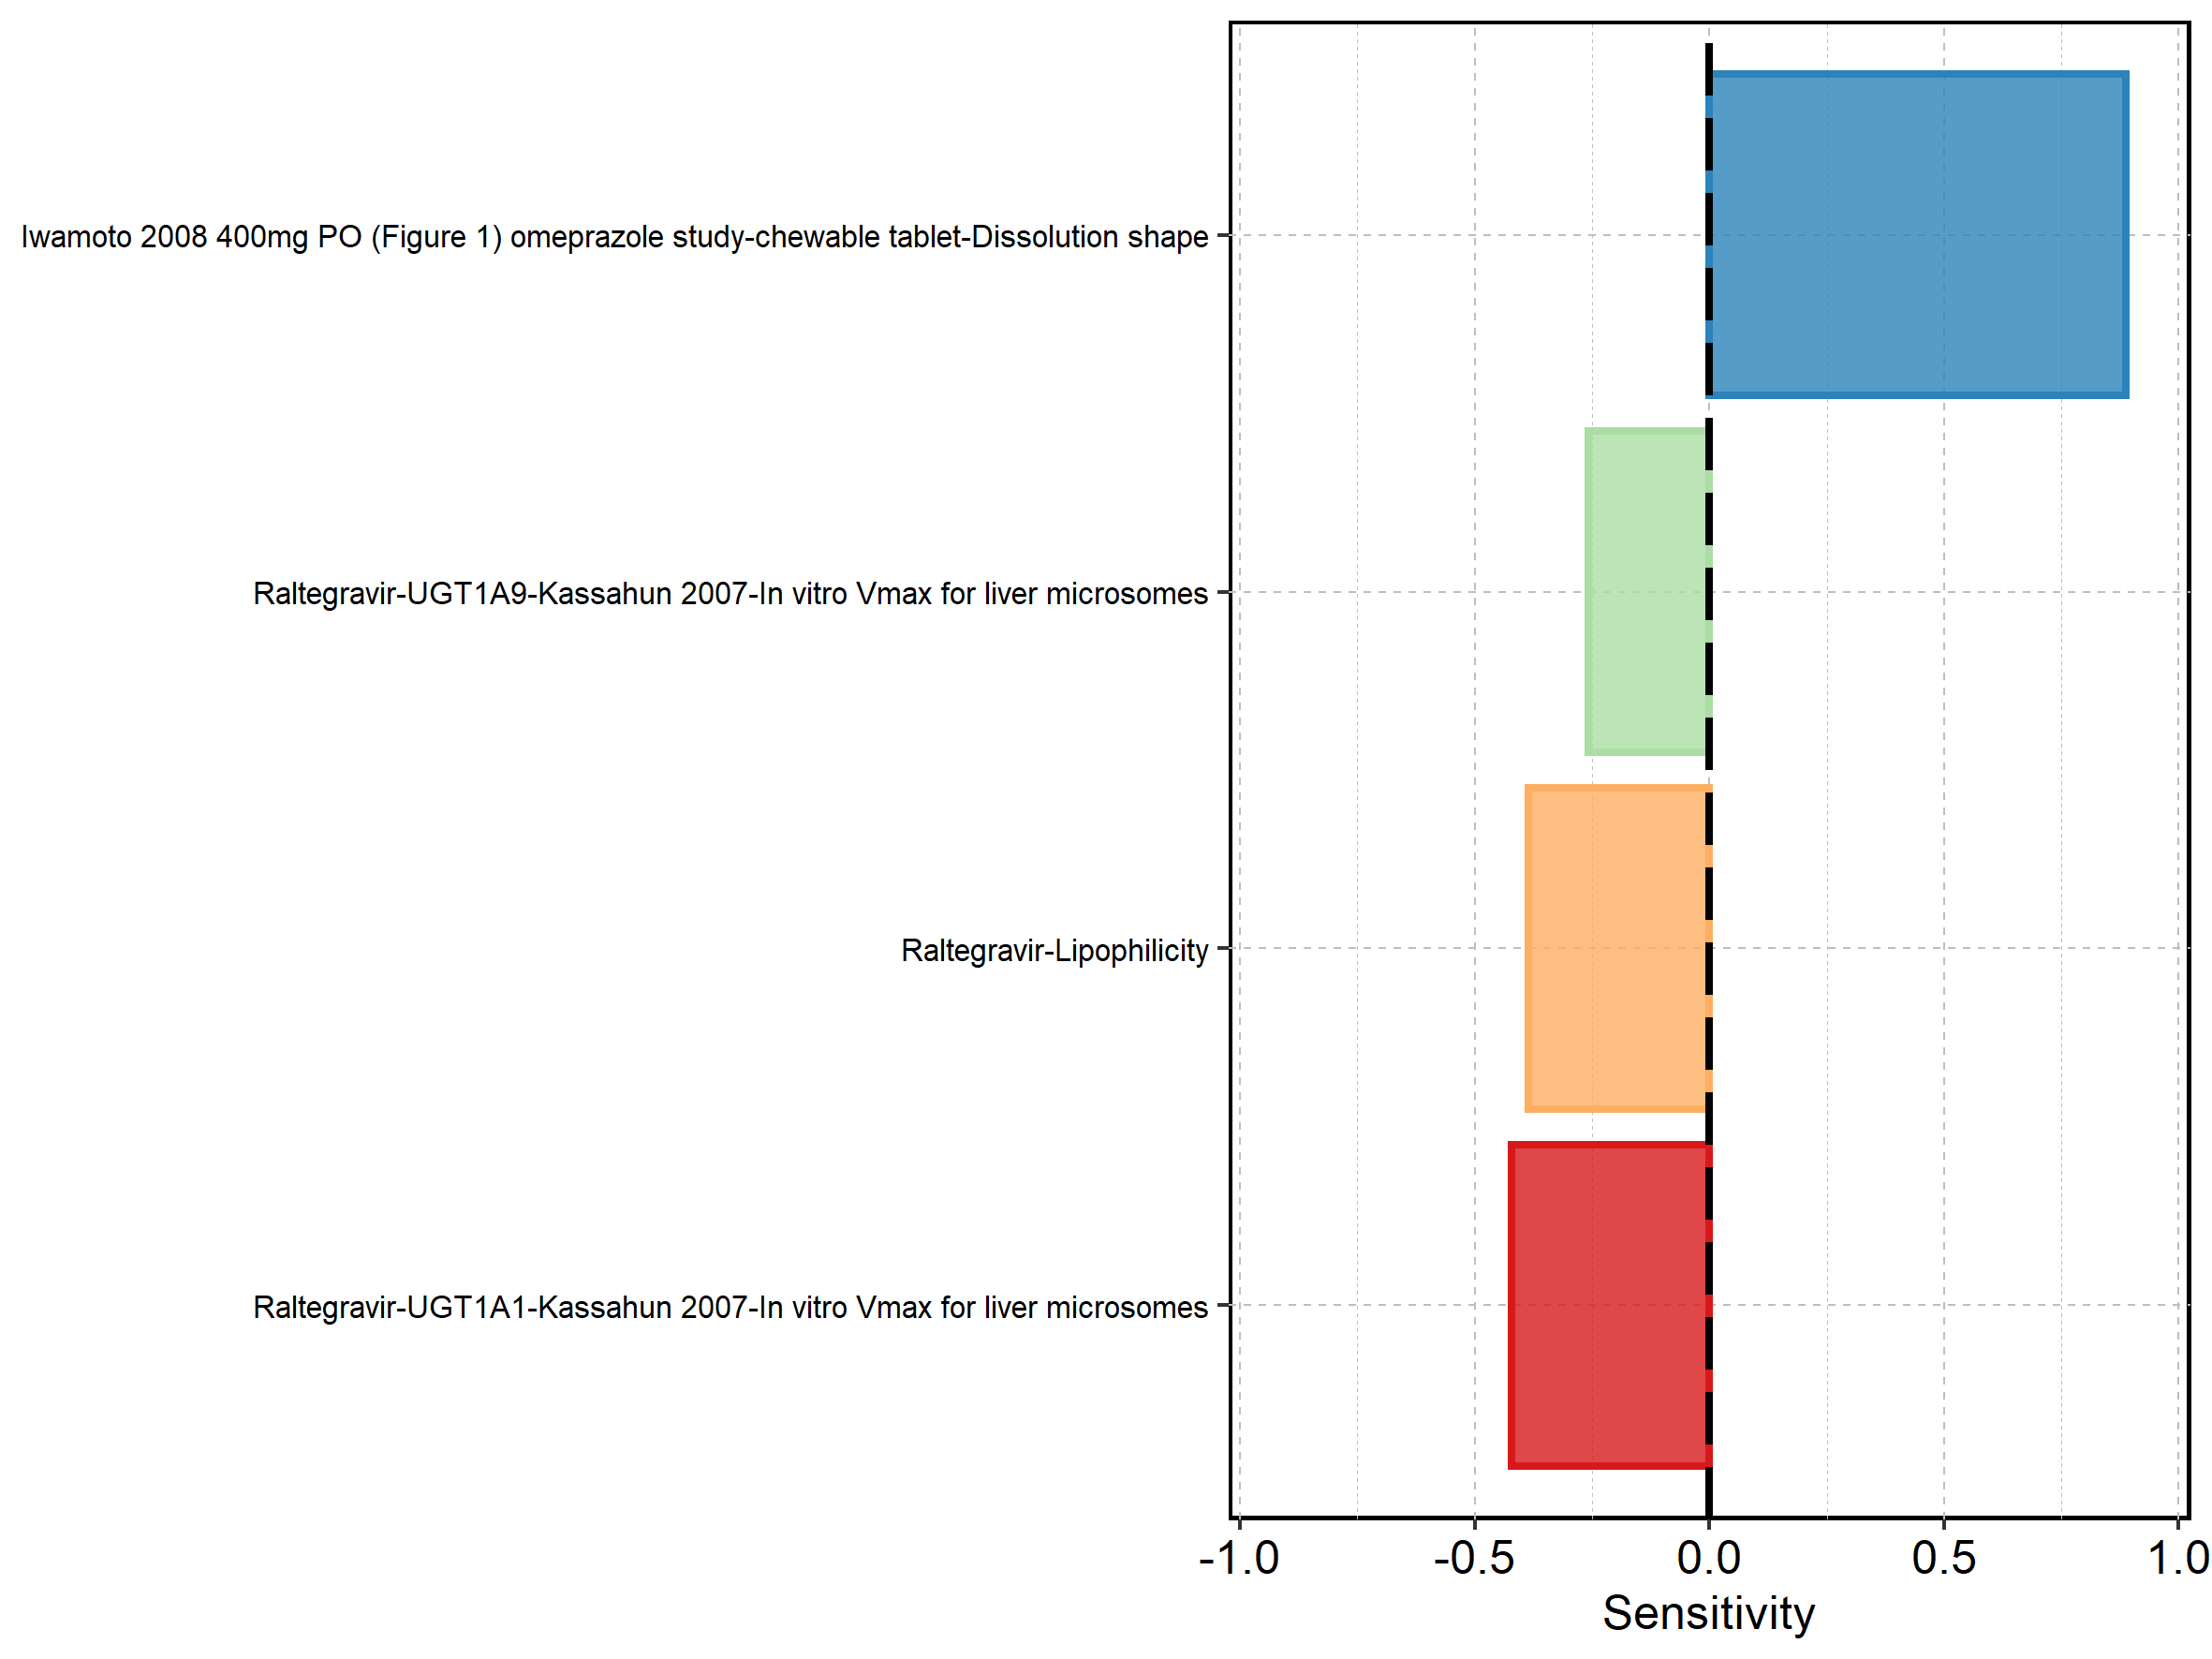 Iwamoto 2008 400mg PO (Figure 1) omeprazole study-chewable tablet-Dissolution shape
Raltegravir-UGT1A9-Kassahun 2007-In vitro Vmax for liver microsomes
Raltegravir-Lipophilicity
Raltegravir-UGT1A1-Kassahun 2007-In vitro Vmax for liver microsomes
-1.0 -0.5 0.0 0.5 1.0
Sensitivity